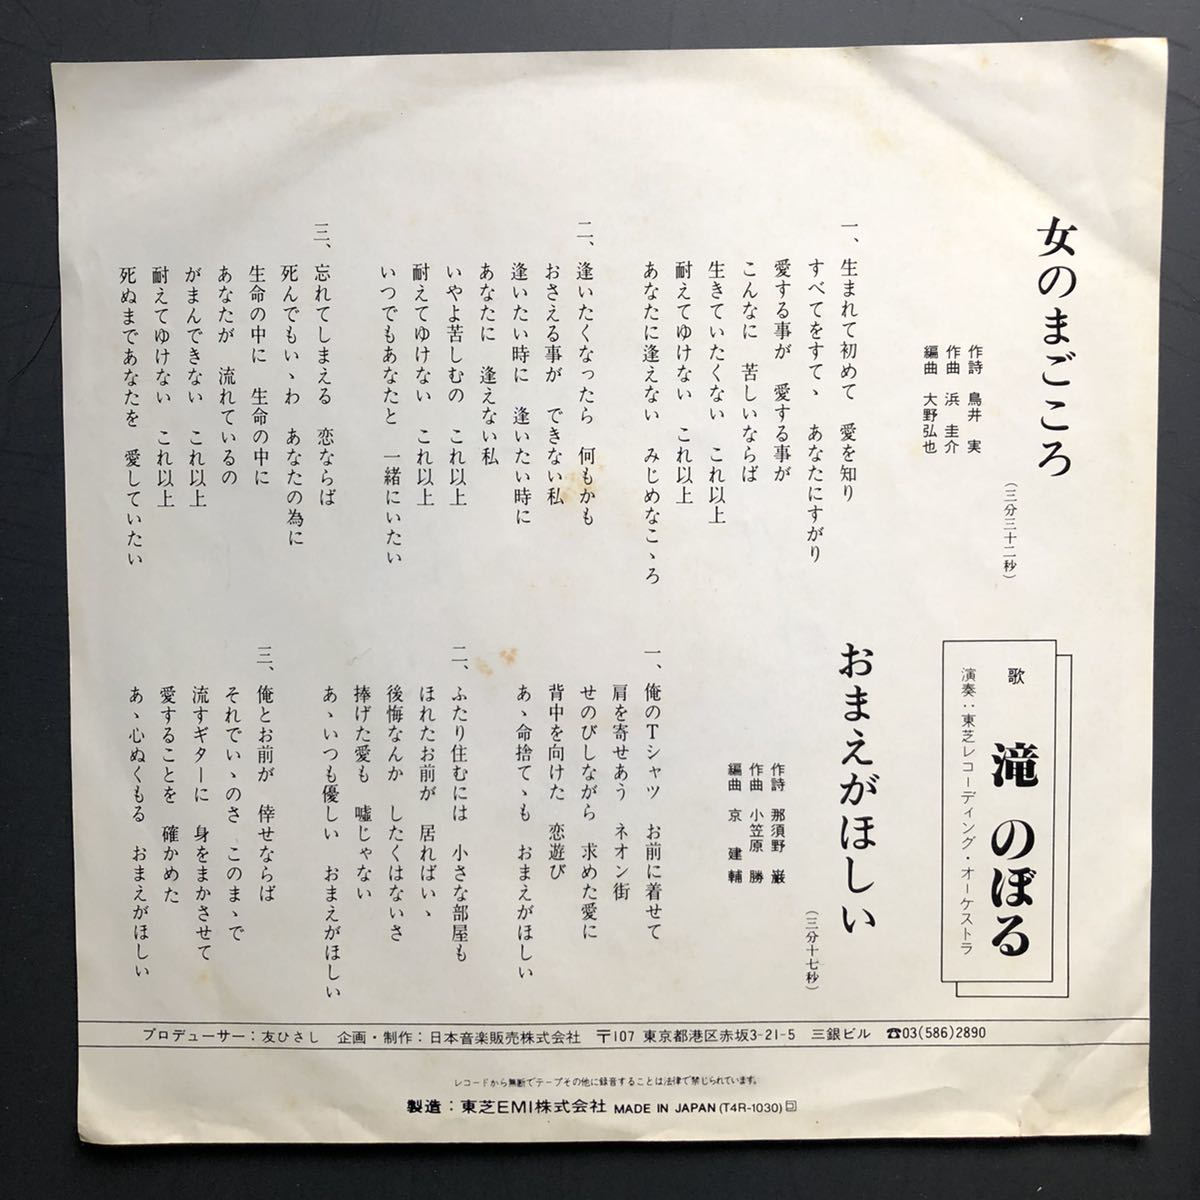 女のまごころ
(三分三十二秒)
作詩 鳥井 実
作曲 浜 圭介
編曲 大野弘也
一、生まれて初めて 愛を知り
すべてをすてゝ あなたにすがり
愛する事が 愛する事が
こんなに 苦しいならば
生きていたくない これ以上
耐えてゆけない これ以上
あなたに逢えない みじめなこゝろ
二、逢いたくなったら 何もかも
おさえる事が できない私
逢いたい時に 逢いたい時に
あなたに 逢えない私
いやよ苦しむの これ以上
耐えてゆけない これ以上
いつでもあなたと 一緒にいたい
三、忘れてしまえる 恋ならば
死んでもいゝわ あなたの為に
生命の中に 生命の中に
あなたが 流れているの
がまんできない これ以上
耐えてゆけない これ以上
死ぬまであなたを 愛していたい
歌 滝 のぼる
演奏:東芝レコーディング・オーケストラ
おまえがほしい
(三分十七秒)
作詩 那須野 巌
作曲 小笠原 勝
編曲 京 建輔
一、俺のTシャツ お前に着せて
肩を寄せあう ネオン街
せのびしながら 求めた愛に
背中を向けた 恋遊び
あゝ命捨てゝも おまえがほしい
二、ふたり住むには 小さな部屋も
ほれたお前が 居ればいゝ
後悔なんか したくはないさ
捧げた愛も 嘘じゃない
あゝいつも優しい おまえがほしい
三、俺とお前が 倖せならば
それでいゝのさ このまゝで
流すギターに 身をまかさせて
愛することを 確かめた
あゝ心ぬくもる おまえがほしい
プロデューサー:友ひさし 企画・制作:日本音楽販売株式会社 〒107 東京都港区赤坂3-21-5 三銀ビル ☎03(586)2890
レコードから無断でテープその他に録音することは法律で禁じられています。
製造:東芝EMI株式会社 MADE IN JAPAN (T4R-1030) ロ